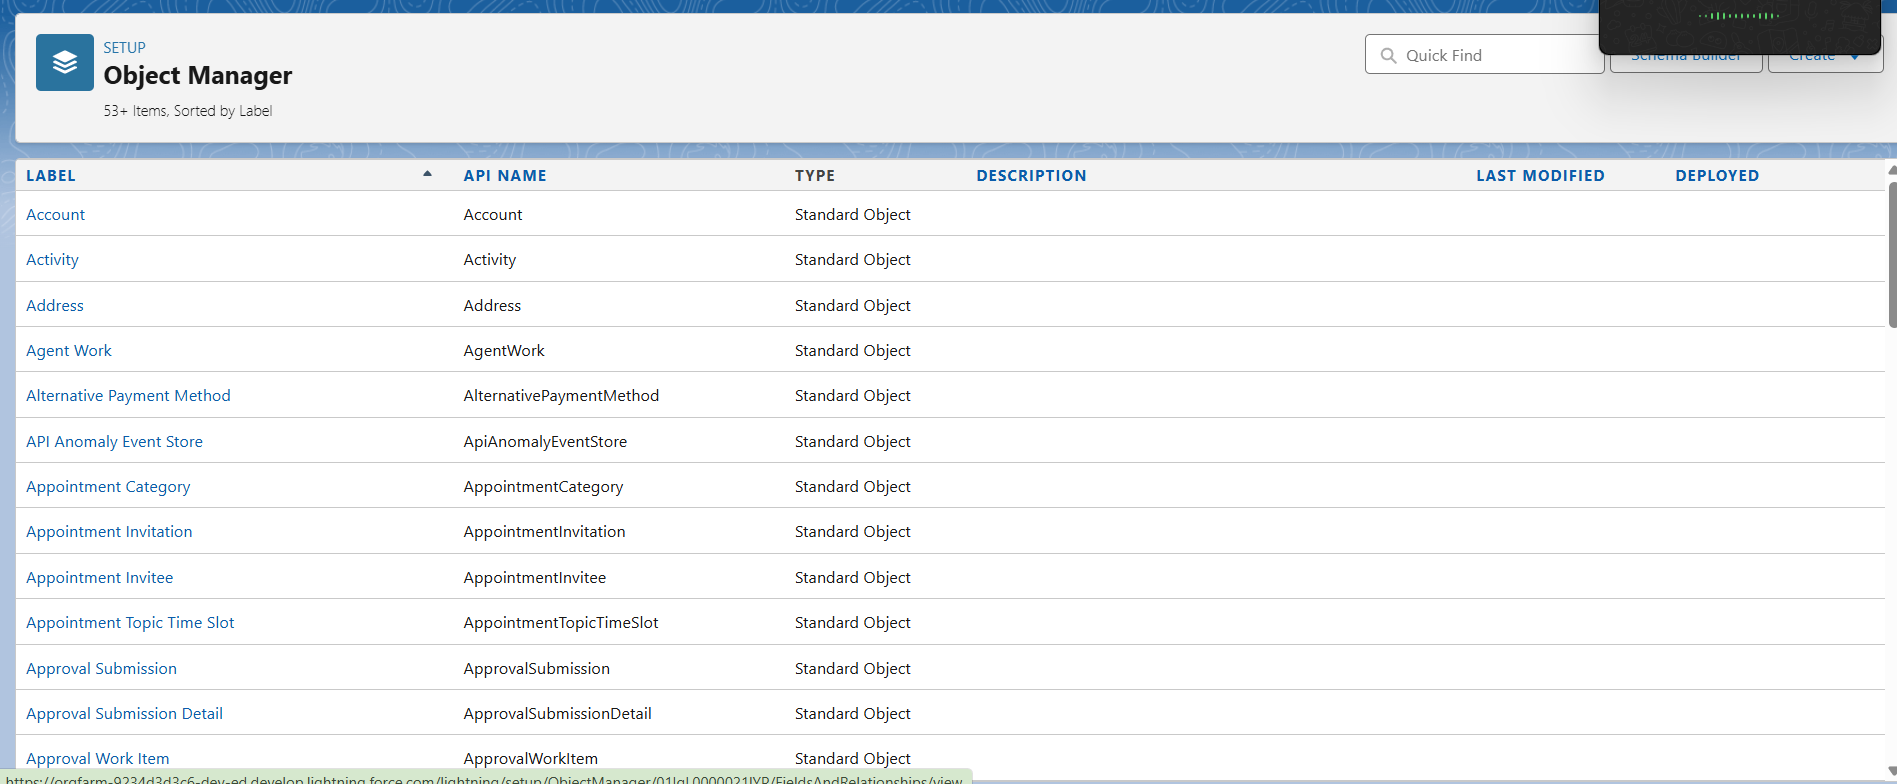 SETUP
Object Manager
53+ Items, Sorted by Label
Quick Find
Schema Builder
Create
LABEL API NAME TYPE DESCRIPTION LAST MODIFIED DEPLOYED
Account Account Standard Object
Activity Activity Standard Object
Address Address Standard Object
Agent Work AgentWork Standard Object
Alternative Payment Method AlternativePaymentMethod Standard Object
API Anomaly Event Store ApiAnomalyEventStore Standard Object
Appointment Category AppointmentCategory Standard Object
Appointment Invitation AppointmentInvitation Standard Object
Appointment Invitee AppointmentInvitee Standard Object
Appointment Topic Time Slot AppointmentTopicTimeSlot Standard Object
Approval Submission ApprovalSubmission Standard Object
Approval Submission Detail ApprovalSubmissionDetail Standard Object
Approval Work Item ApprovalWorkItem Standard Object